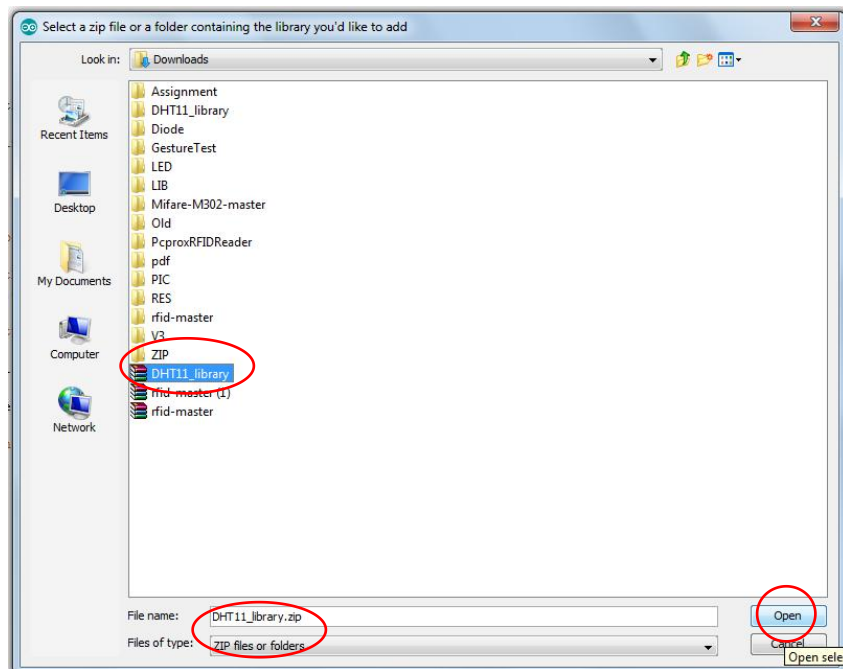 Select a zip file or a folder containing the library you'd like to add
Look in: Downloads
Recent Items
Desktop
My Documents
Computer
Network
Assignment
DHT11_library
Diode
GestureTest
LED
LIB
Mifare-M302-master
Old
PcproxRFIDReader
pdf
PIC
RES
rfid-master
V3
ZIP
DHT11_library
rfid-master (1)
rfid-master
File name: DHT11_library.zip
Open
Files of type: ZIP files or folders
Cancel
Open sele